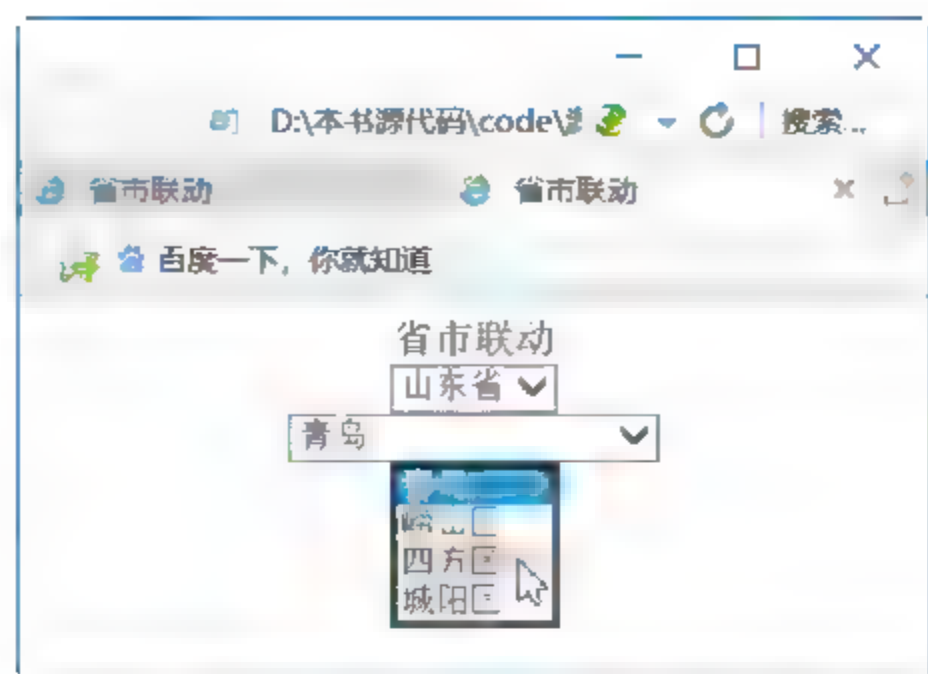 D:\本书源代码\code\ 搜索...
省市联动 省市联动
百度一下，你就知道
省市联动
山东省
青岛
四方区
城阳区